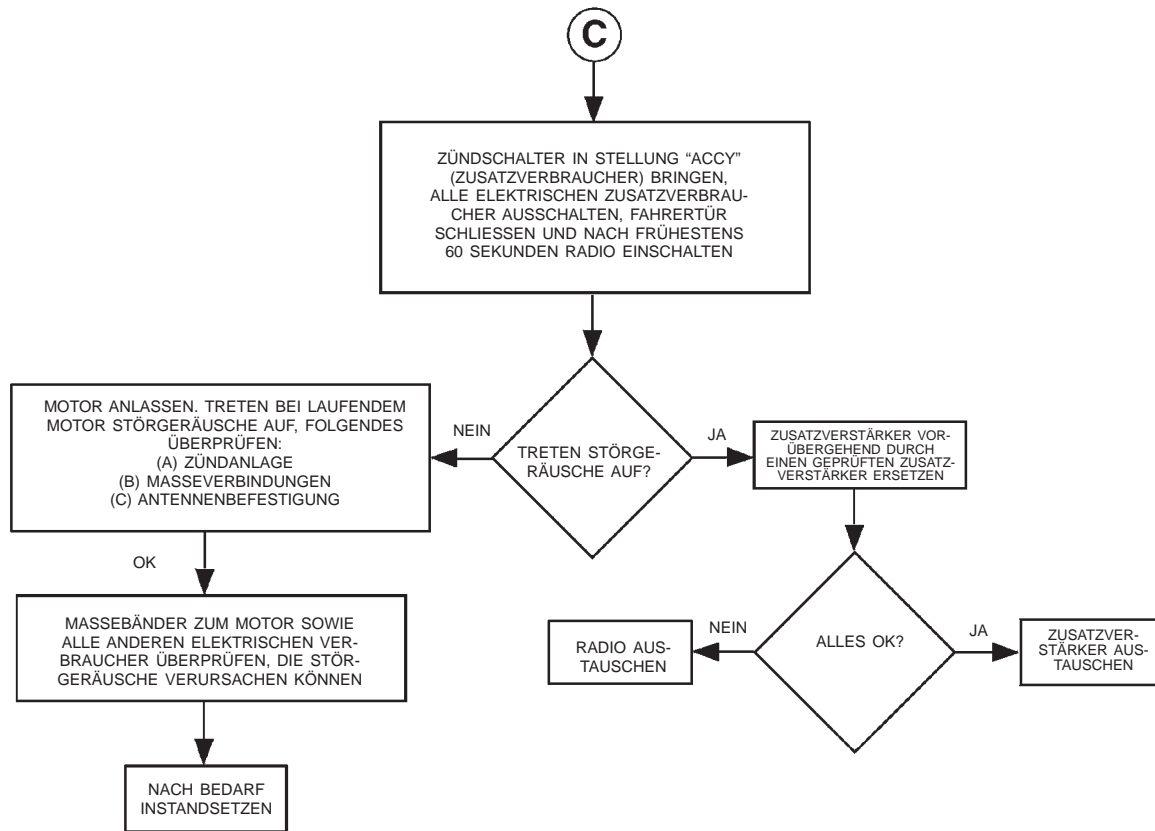 C
ZÜNDSCHALTER IN STELLUNG “ACCY”
(ZUSATZVERBRAUCHER) BRINGEN,
ALLE ELEKTRISCHEN ZUSATZVERBRAU-
CHER AUSSCHALTEN, FAHRERTÜR
SCHLIESSEN UND NACH FRÜHESTENS
60 SEKUNDEN RADIO EINSCHALTEN
TRETEN STÖRGE-
RÄUSCHE AUF?
NEIN
MOTOR ANLASSEN. TRETEN BEI LAUFENDEM
MOTOR STÖRGERÄUSCHE AUF, FOLGENDES
ÜBERPRÜFEN:
(A) ZÜNDANLAGE
(B) MASSEVERBINDUNGEN
(C) ANTENNENBEFESTIGUNG
OK
MASSEBÄNDER ZUM MOTOR SOWIE
ALLE ANDEREN ELEKTRISCHEN VER-
BRAUCHER ÜBERPRÜFEN, DIE STÖR-
GERÄUSCHE VERURSACHEN KÖNNEN
NACH BEDARF
INSTANDSETZEN
JA
ZUSATZVERSTÄRKER VOR-
ÜBERGEHEND DURCH
EINEN GEPRÜFTEN ZUSATZ-
VERSTÄRKER ERSETZEN
ALLES OK?
NEIN
RADIO AUS-
TAUSCHEN
JA
ZUSATZVER-
STÄRKER AUS-
TAUSCHEN